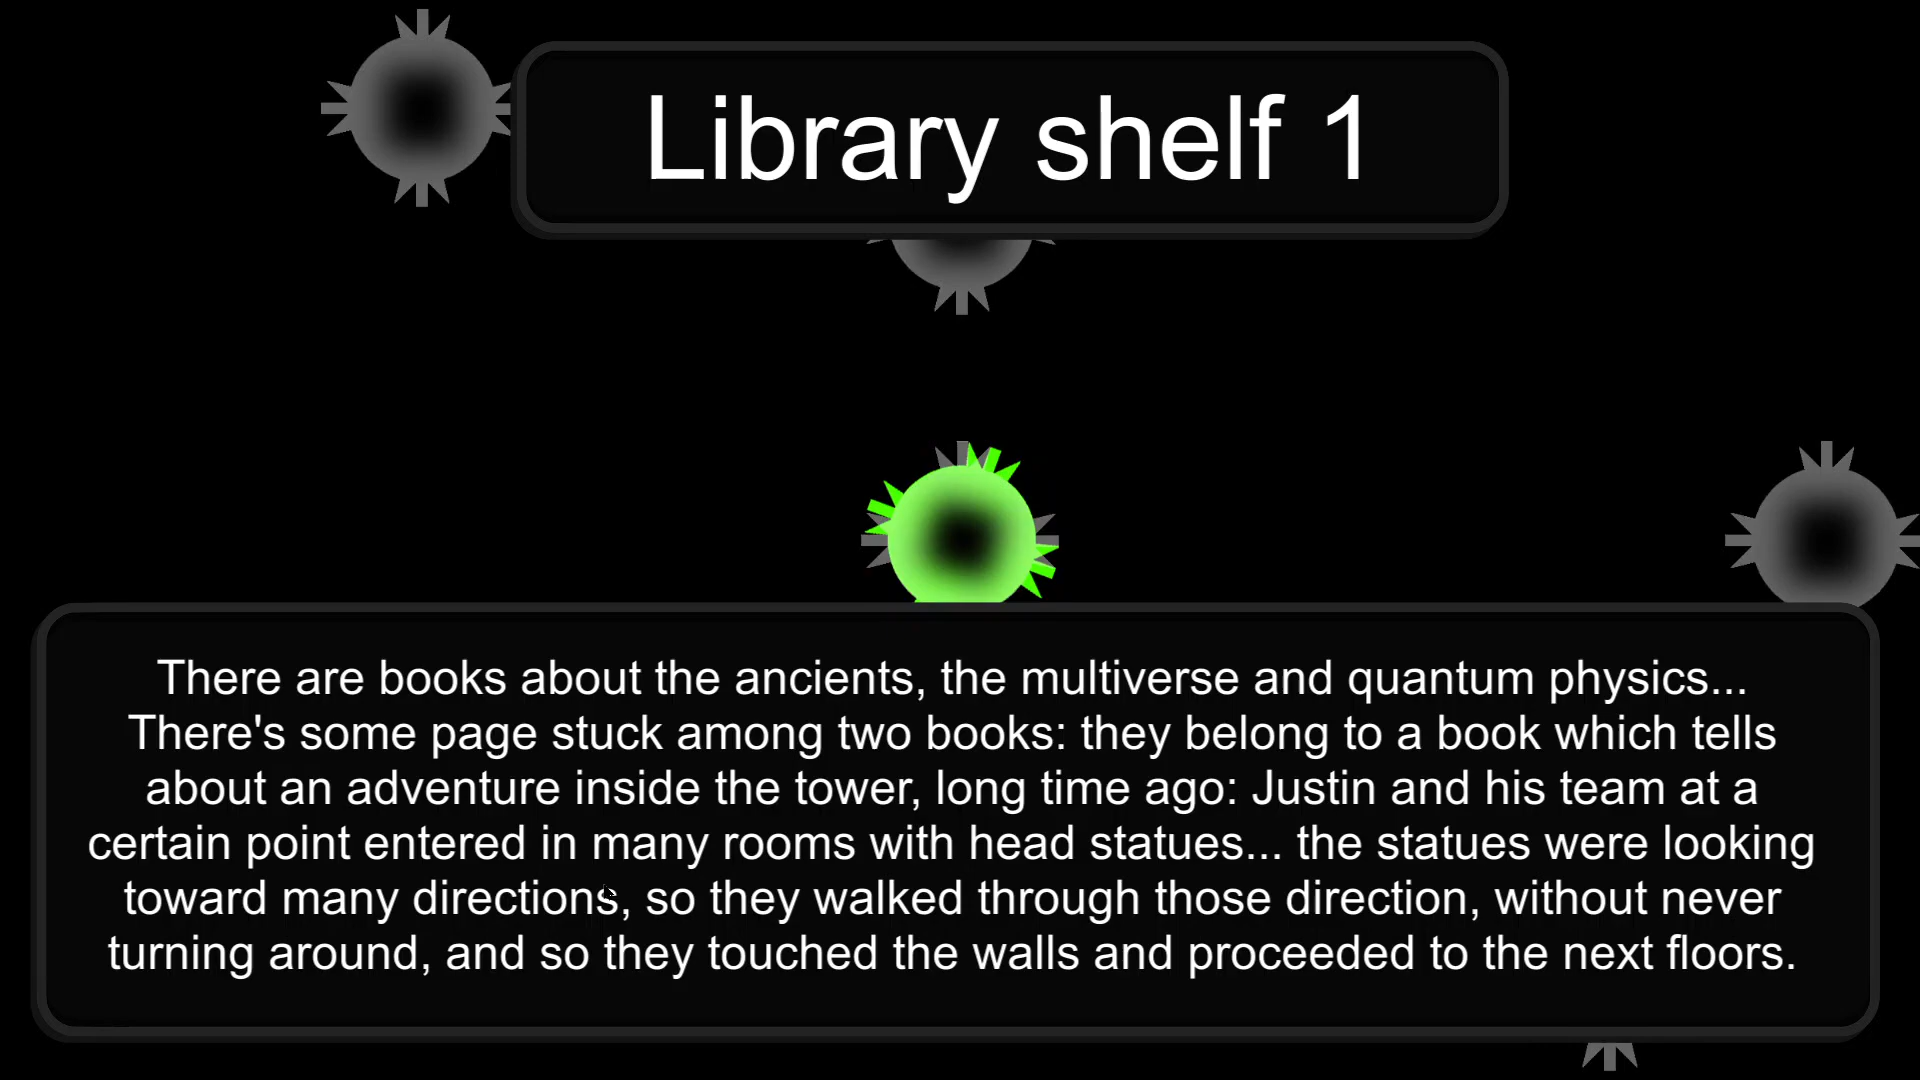 Library shelf 1
There are books about the ancients, the multiverse and quantum physics...
There's some page stuck among two books: they belong to a book which tells
about an adventure inside the tower, long time ago: Justin and his team at a
certain point entered in many rooms with head statues... the statues were looking
toward many directions, so they walked through those direction, without never
turning around, and so they touched the walls and proceeded to the next floors.